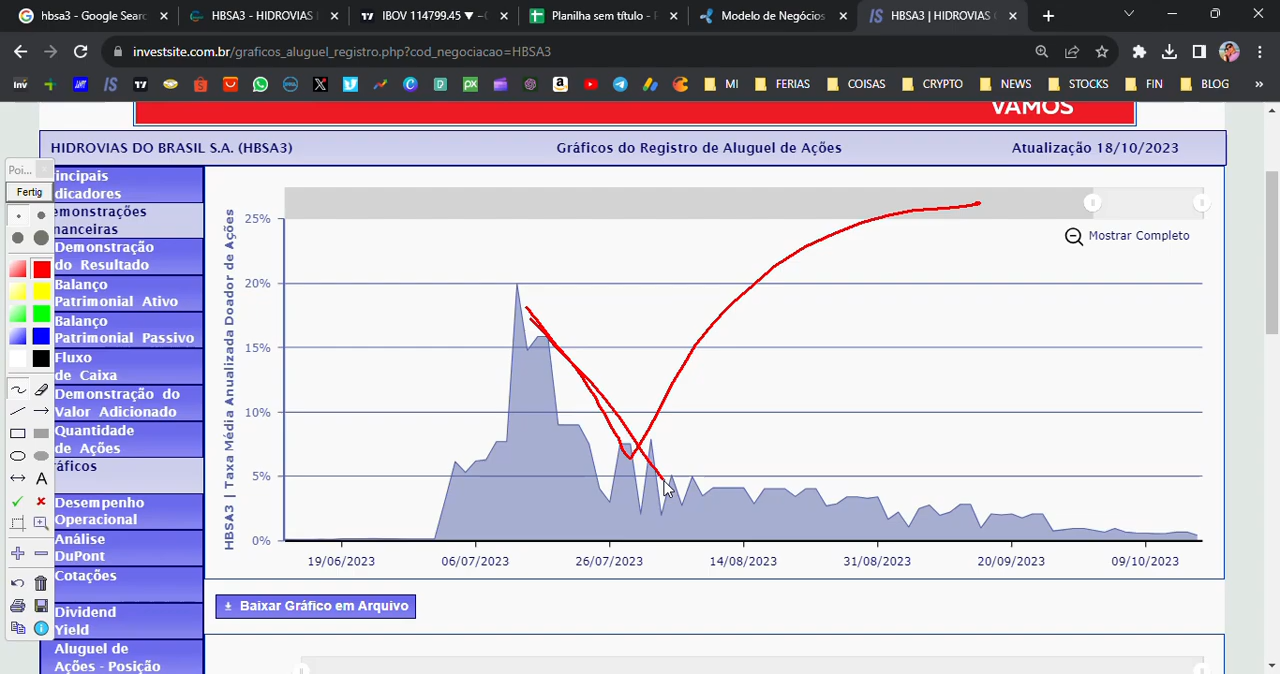 hbsa3 - Google Searc
HBSA3 - HIDROVIAS
IBOV 114799.45 ▼
Planilha sem título -
Modelo de Negócios
HBSA3 | HIDROVIAS
investsite.com.br/graficos_aluguel_registro.php?cod_negociacao=HBSA3
MI
FERIAS
COISAS
CRYPTO
NEWS
STOCKS
FIN
BLOG
»
VAMOS
HIDROVIAS DO BRASIL S.A. (HBSA3)
Gráficos do Registro de Aluguel de Ações
Atualização 18/10/2023
Poi...
Fertig
A
incipais
dicadores
emonstrações
nanceiras
Demonstração
do Resultado
Balanço
Patrimonial Ativo
Balanço
Patrimonial Passivo
Fluxo
de Caixa
Demonstração do
Valor Adicionado
Quantidade
de Ações
ráficos
Desempenho
Operacional
Análise
DuPont
Cotações
Dividend
Yield
Aluguel de
Ações - Posição
Mostrar Completo
HBSA3 | Taxa Média Anualizada Doador de Ações
25%
20%
15%
10%
5%
0%
19/06/2023
06/07/2023
26/07/2023
14/08/2023
31/08/2023
20/09/2023
09/10/2023
Baixar Gráfico em Arquivo